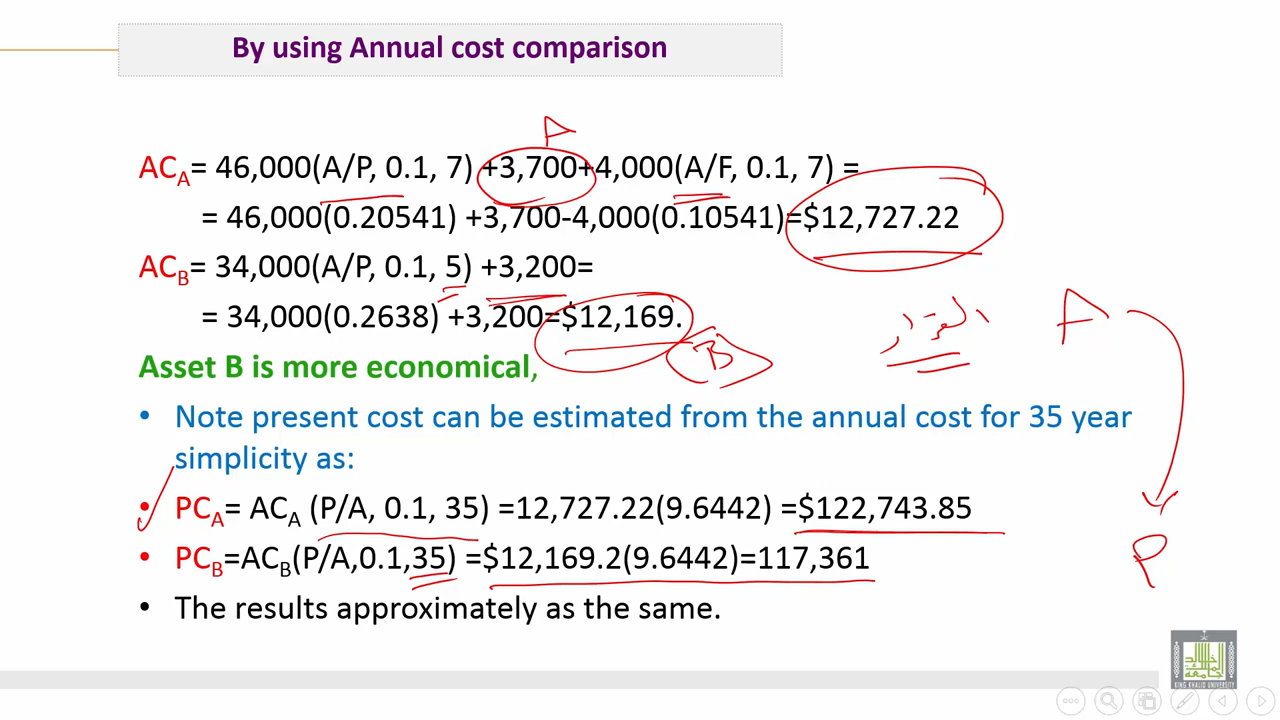 By using Annual cost comparison
A
ACA= 46,000(A/P, 0.1, 7) +3,700+4,000(A/F, 0.1, 7) =
= 46,000(0.20541) +3,700-4,000(0.10541)=$12,727.22
ACB= 34,000(A/P, 0.1, 5) +3,200=
= 34,000(0.2638) +3,200=$12,169.
B
A
Asset B is more economical,
• Note present cost can be estimated from the annual cost for 35 year
simplicity as:
• PCA= ACA (P/A, 0.1, 35) =12,727.22(9.6442) =$122,743.85
• PCB=ACB(P/A,0.1,35) =$12,169.2(9.6442)=117,361
P
• The results approximately as the same.
KING KHALID UNIVERSITY